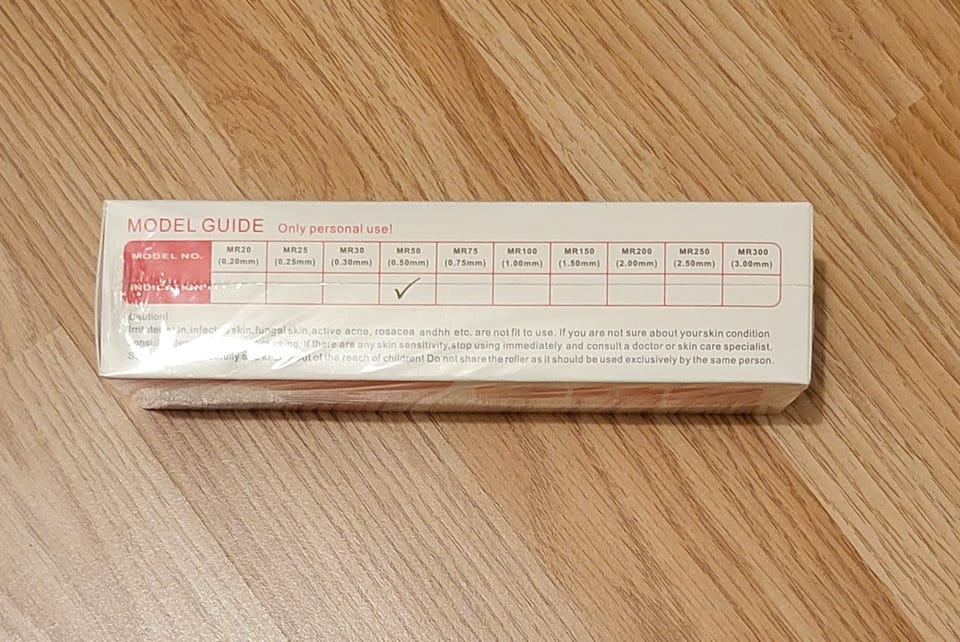 MODEL GUIDE Only personal use!
MODEL NO. MR20 MR25 MR30 MR50 MR75 MR100 MR150 MR200 MR250 MR300
(0.20mm) (0.25mm) (0.30mm) (0.50mm) (0.75mm) (1.00mm) (1.50mm) (2.00mm) (2.50mm) (3.00mm)
INDICATION ✓
Caution!
Irritated skin,infected skin,fungal skin,active acne, rosacea andhh etc. are not fit to use. If you are not sure about your skin condition
using. If there are any skin sensitivity,stop using immediately and consult a doctor or skin care specialist.
out of the reach of children! Do not share the roller as it should be used exclusively by the same person.